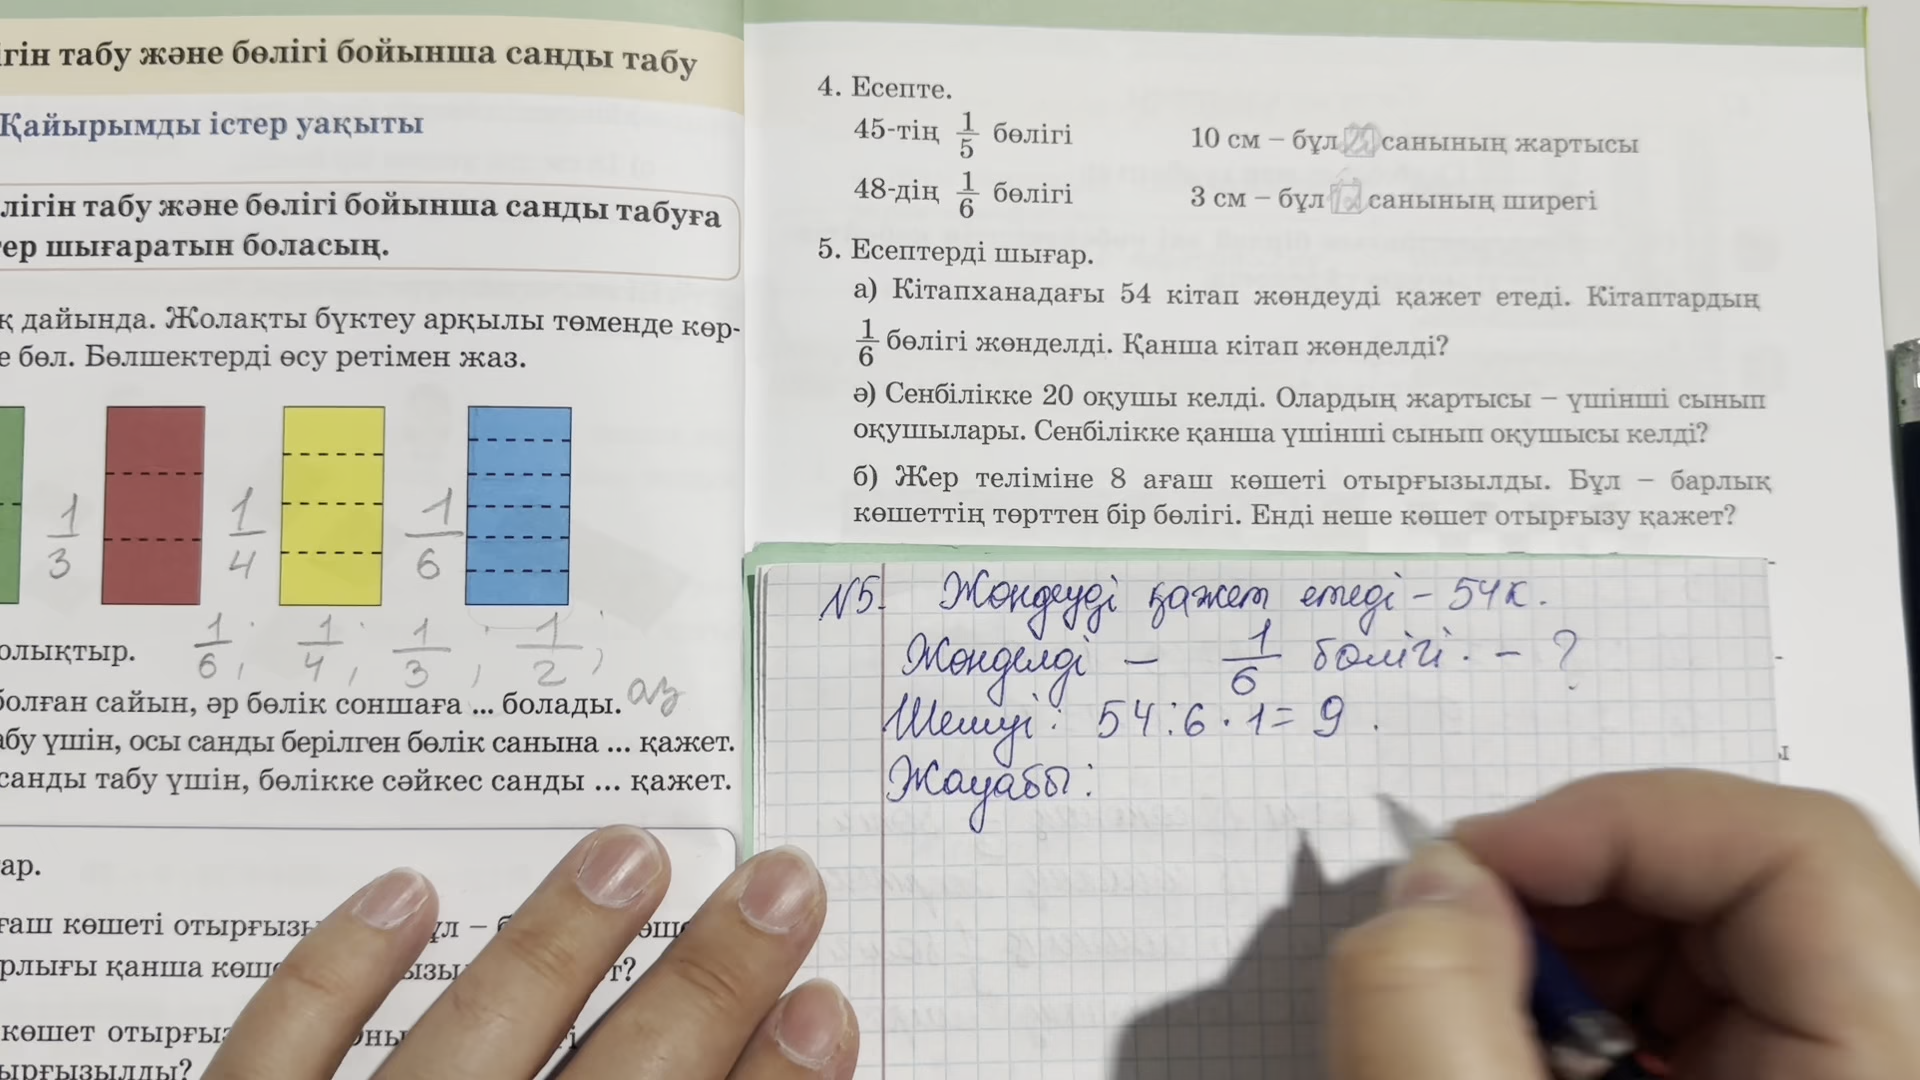 ігін табу және бөлігі бойынша санды табу
Қайырымды істер уақыты
лігін табу және бөлігі бойынша санды табуға
ер шығаратын боласың.
қ дайында. Жолақты бүктеу арқылы төменде көр-
е бөл. Бөлшектерді өсу ретімен жаз.
1/3 1/4 1/6
олықтыр. 1/6; 1/4; 1/3; 1/2;
болған сайын, әр бөлік соншаға ... болады. аз
абу үшін, осы санды берілген бөлік санына ... қажет.
санды табу үшін, бөлікке сәйкес санды ... қажет.
ар.
ғаш көшеті отырғызы ұл –
рлығы қанша көше ызыл т?
көшет отырғыз
ырғызылды?
4. Есепте.
45-тің 1/5 бөлігі
48-дің 1/6 бөлігі
10 см – бұл 20 санының жартысы
3 см – бұл 12 санының ширегі
5. Есептерді шығар.
а) Кітапханадағы 54 кітап жөндеуді қажет етеді. Кітаптардың
1/6 бөлігі жөнделді. Қанша кітап жөнделді?
ә) Сенбілікке 20 оқушы келді. Олардың жартысы – үшінші сынып
оқушылары. Сенбілікке қанша үшінші сынып оқушысы келді?
б) Жер теліміне 8 ағаш көшеті отырғызылды. Бұл – барлық
көшеттің төрттен бір бөлігі. Енді неше көшет отырғызу қажет?
№5. Жөндеуді қажет етеді – 54к.
Жөнделді – 1/6 бөлігі. – ?
Шешуі: 54:6·1=9.
Жауабы: